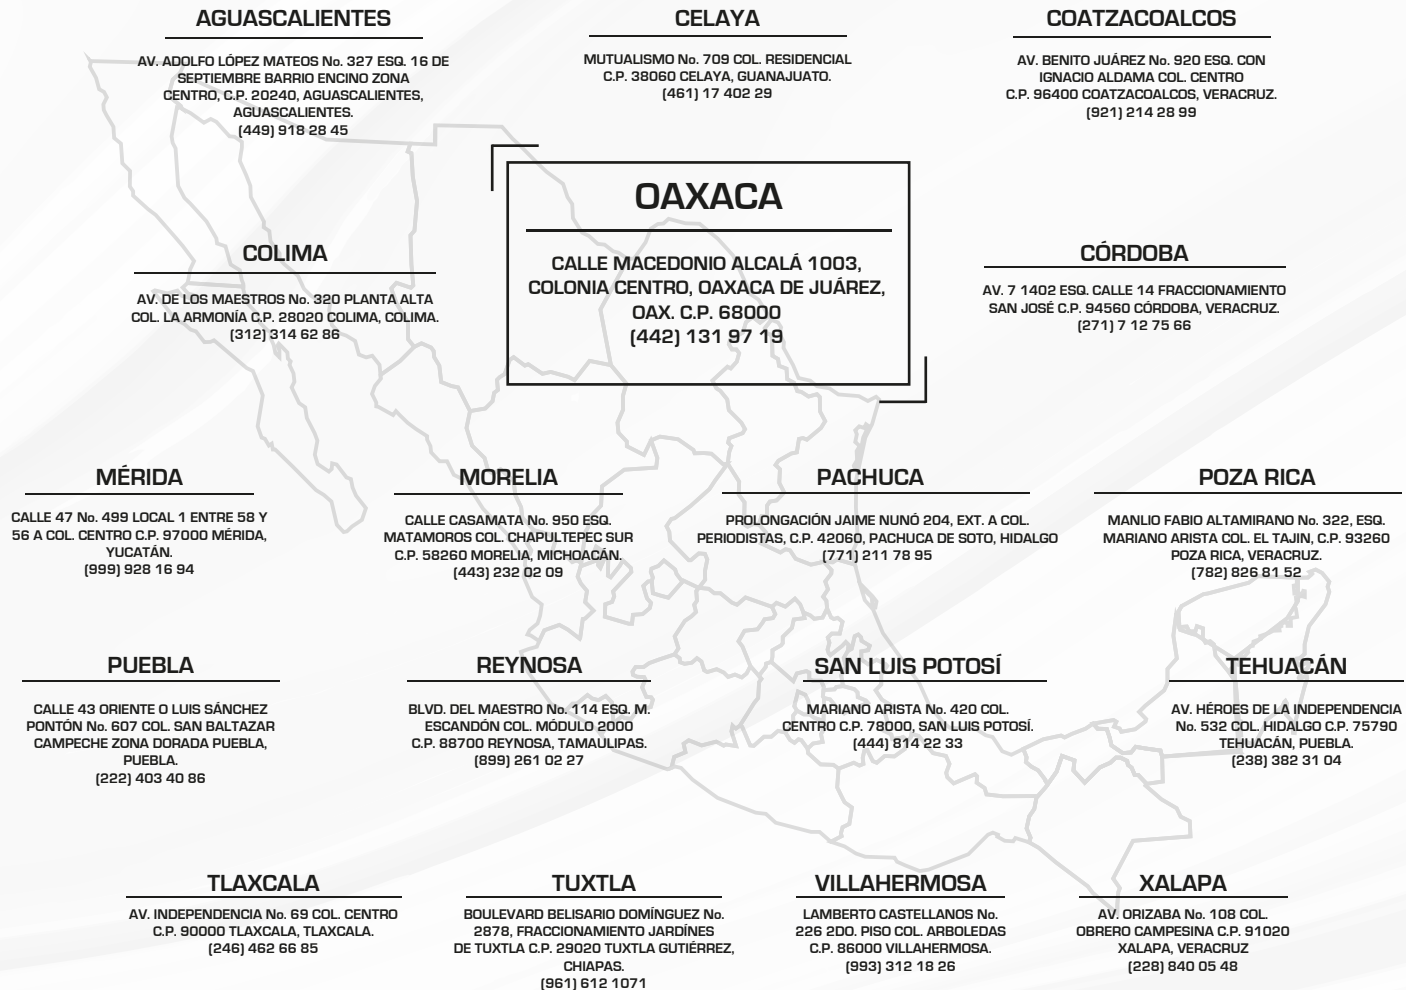 AGUASCALIENTES
AV. ADOLFO LÓPEZ MATEOS No. 327 ESQ. 16 DE
SEPTIEMBRE BARRIO ENCINO ZONA
CENTRO, C.P. 20240, AGUASCALIENTES,
AGUASCALIENTES.
(449) 918 28 45
CELAYA
MUTUALISMO No. 709 COL. RESIDENCIAL
C.P. 38060 CELAYA, GUANAJUATO.
(461) 17 402 29
COATZACOALCOS
AV. BENITO JUÁREZ No. 920 ESQ. CON
IGNACIO ALDAMA COL. CENTRO
C.P. 96400 COATZACOALCOS, VERACRUZ.
(921) 214 28 99
COLIMA
AV. DE LOS MAESTROS No. 320 PLANTA ALTA
COL. LA ARMONÍA C.P. 28020 COLIMA, COLIMA.
(312) 314 62 86
OAXACA
CALLE MACEDONIO ALCALÁ 1003,
COLONIA CENTRO, OAXACA DE JUÁREZ,
OAX. C.P. 68000
(442) 131 97 19
CÓRDOBA
AV. 7 1402 ESQ. CALLE 14 FRACCIONAMIENTO
SAN JOSÉ C.P. 94560 CÓRDOBA, VERACRUZ.
(271) 7 12 75 66
MÉRIDA
CALLE 47 No. 499 LOCAL 1 ENTRE 58 Y
56 A COL. CENTRO C.P. 97000 MÉRIDA,
YUCATÁN.
(999) 928 16 94
MORELIA
CALLE CASAMATA No. 950 ESQ.
MATAMOROS COL. CHAPULTEPEC SUR
C.P. 58260 MORELIA, MICHOACÁN.
(443) 232 02 09
PACHUCA
PROLONGACIÓN JAIME NUNÓ 204, EXT. A COL.
PERIODISTAS, C.P. 42060, PACHUCA DE SOTO, HIDALGO
(771) 211 78 95
POZA RICA
MANLIO FABIO ALTAMIRANO No. 322, ESQ.
MARIANO ARISTA COL. EL TAJIN, C.P. 93260
POZA RICA, VERACRUZ.
(782) 826 81 52
PUEBLA
CALLE 43 ORIENTE O LUIS SÁNCHEZ
PONTÓN No. 607 COL. SAN BALTAZAR
CAMPECHE ZONA DORADA PUEBLA,
PUEBLA.
(222) 403 40 86
REYNOSA
BLVD. DEL MAESTRO No. 114 ESQ. M.
ESCANDÓN COL. MÓDULO 2000
C.P. 88700 REYNOSA, TAMAULIPAS.
(899) 261 02 27
SAN LUIS POTOSÍ
MARIANO ARISTA No. 420 COL.
CENTRO C.P. 78000, SAN LUIS POTOSÍ.
(444) 814 22 33
TEHUACÁN
AV. HÉROES DE LA INDEPENDENCIA
No. 532 COL. HIDALGO C.P. 75790
TEHUACÁN, PUEBLA.
(238) 382 31 04
TLAXCALA
AV. INDEPENDENCIA No. 69 COL. CENTRO
C.P. 90000 TLAXCALA, TLAXCALA.
(246) 462 66 85
TUXTLA
BOULEVARD BELISARIO DOMÍNGUEZ No.
2878, FRACCIONAMIENTO JARDÍNES
DE TUXTLA C.P. 29020 TUXTLA GUTIÉRREZ,
CHIAPAS.
(961) 612 1071
VILLAHERMOSA
LAMBERTO CASTELLANOS No.
226 2DO. PISO COL. ARBOLEDAS
C.P. 86000 VILLAHERMOSA.
(993) 312 18 26
XALAPA
AV. ORIZABA No. 108 COL.
OBRERO CAMPESINA C.P. 91020
XALAPA, VERACRUZ
(228) 840 05 48